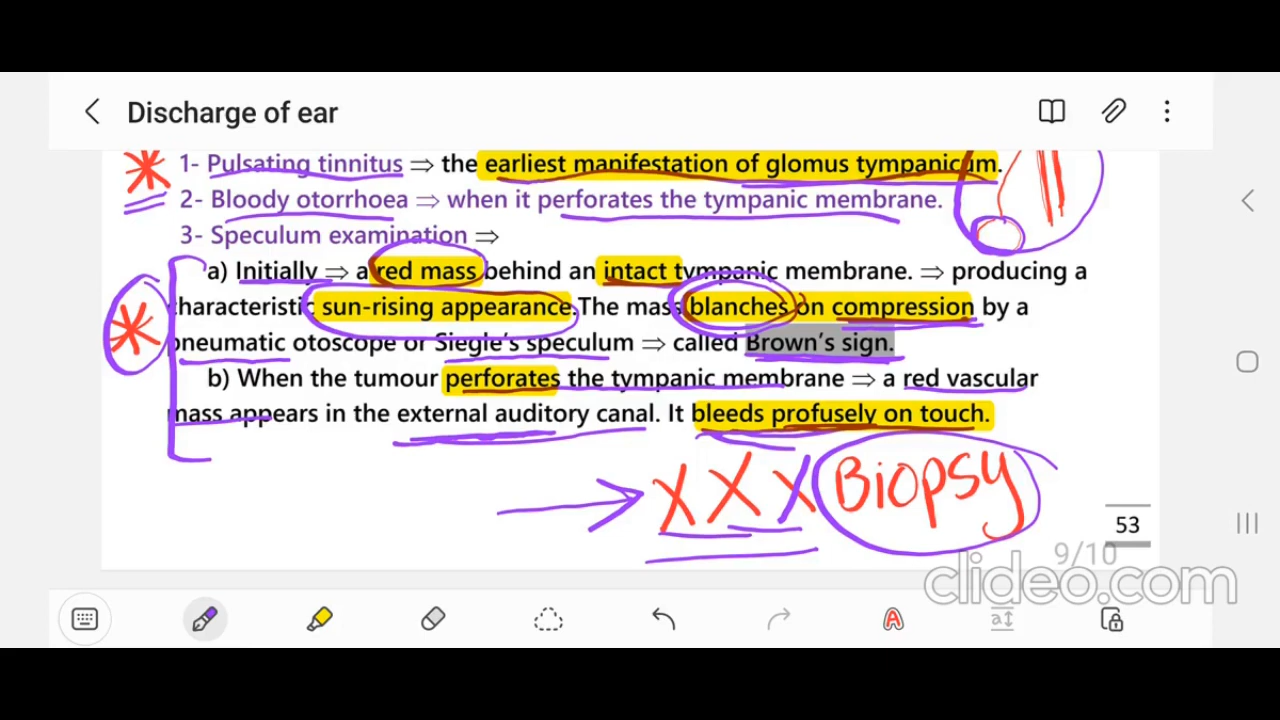 Discharge of ear
1- Pulsating tinnitus ⇒ the earliest manifestation of glomus tympanicum.
2- Bloody otorrhoea ⇒ when it perforates the tympanic membrane.
3- Speculum examination ⇒
a) Initially ⇒ a red mass behind an intact tympanic membrane. ⇒ producing a
characteristic sun-rising appearance. The mass blanches on compression by a
pneumatic otoscope or Siegle's speculum ⇒ called Brown's sign.
b) When the tumour perforates the tympanic membrane ⇒ a red vascular
mass appears in the external auditory canal. It bleeds profusely on touch.
→ X X X Biopsy
53
9/10
clideo.com
A
a